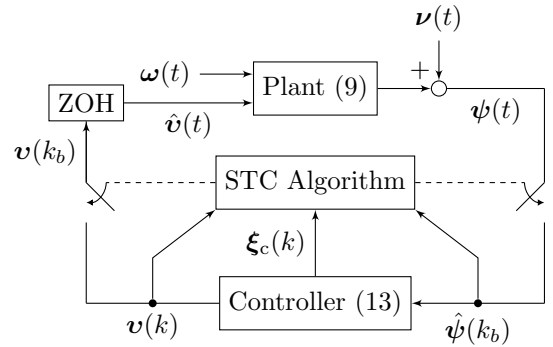 𝝂(t)
𝝎(t)
Plant (9)
+
ZOH
𝝊̂(t)
𝝍(t)
𝝊(k_b)
STC Algorithm
𝝃_c(k)
Controller (13)
𝝊(k)
𝝍̂(k_b)